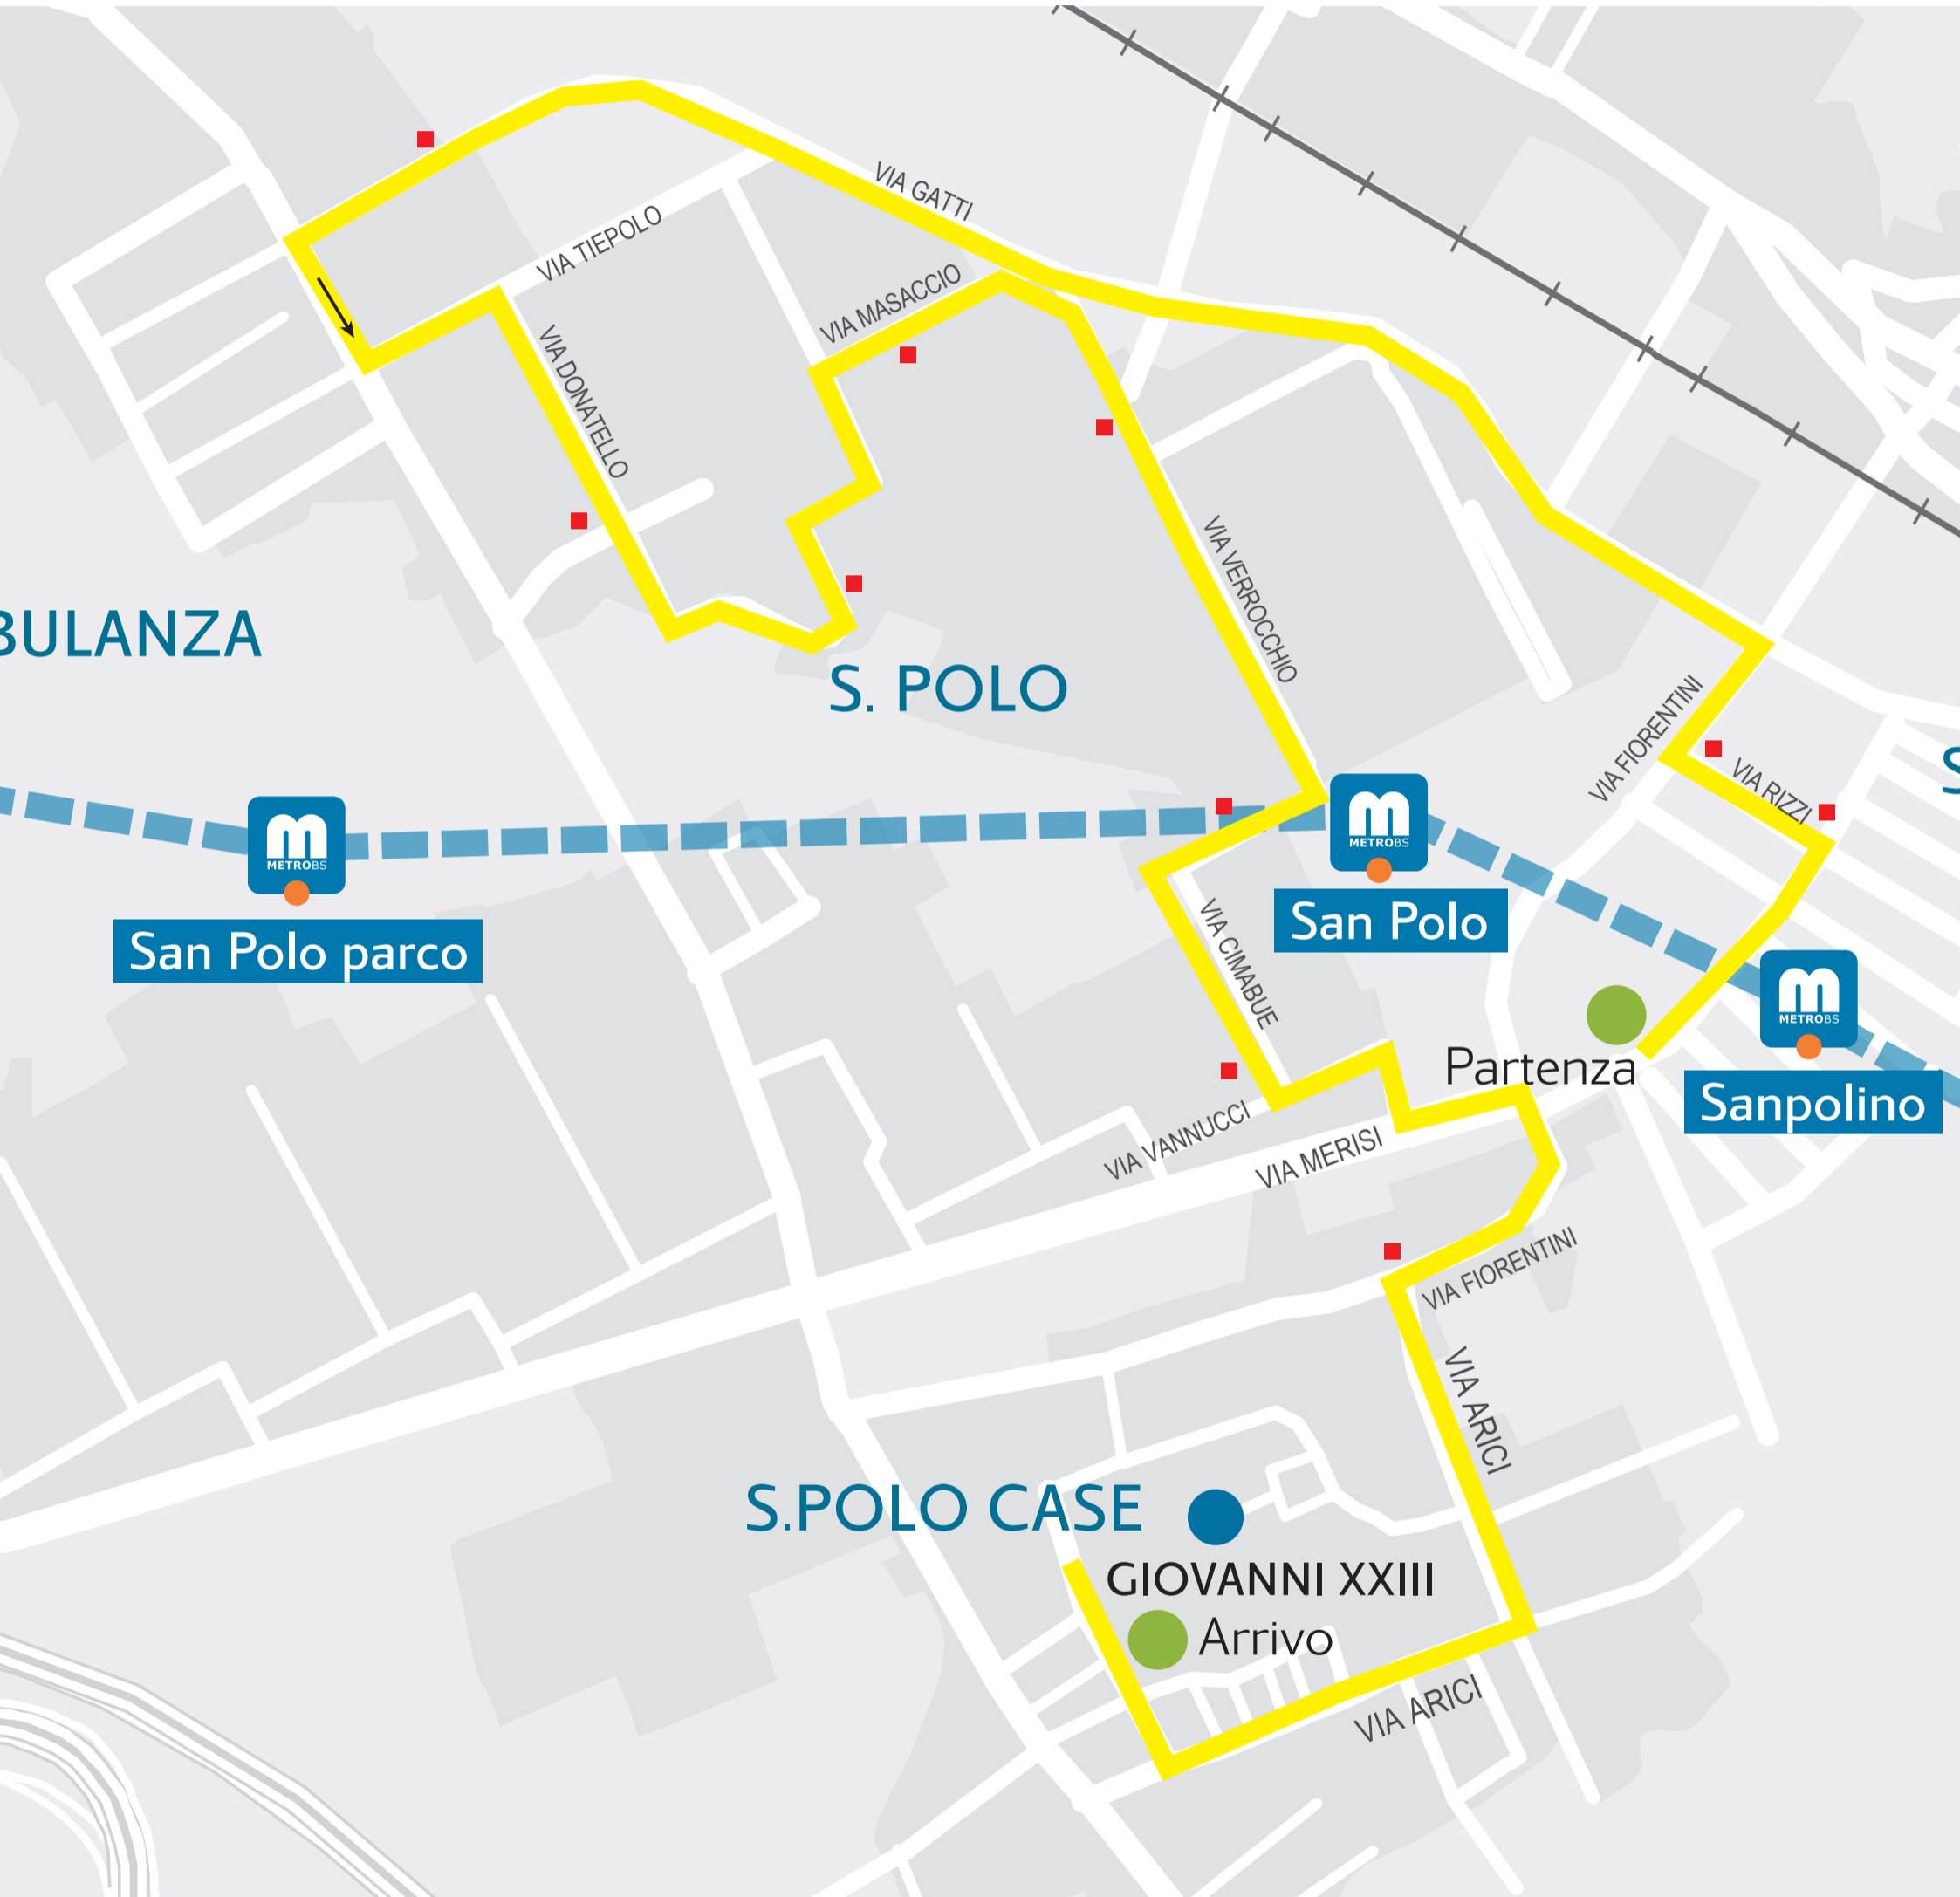 VIA GATTI
VIA TIEPOLO
VIA MASACCIO
VIA DONATELLO
VIA VERROCCHIO
BULANZA
S. POLO
VIA FIORENTINI
S
VIA RIZZI
m
METROBS
San Polo
m
METROBS
San Polo parco
VIA CIMABUE
m
METROBS
Sanpolino
Partenza
VIA VANNUCCI
VIA MERISI
VIA FIORENTINI
VIA ARICI
S.POLO CASE
GIOVANNI XXIII
Arrivo
VIA ARICI